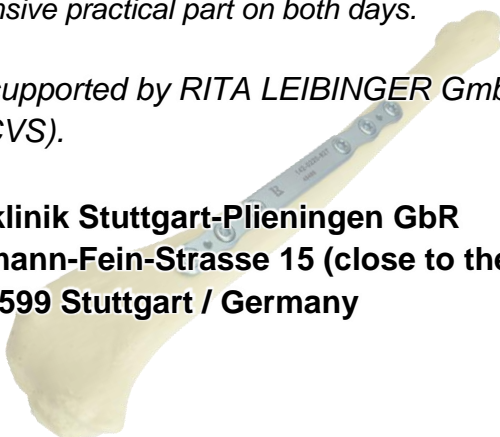 nsive practical part on both days.
supported by RITA LEIBINGER Gmb
CVS).
klinik Stuttgart-Plieningen GbR
mann-Fein-Strasse 15 (close to the
599 Stuttgart / Germany